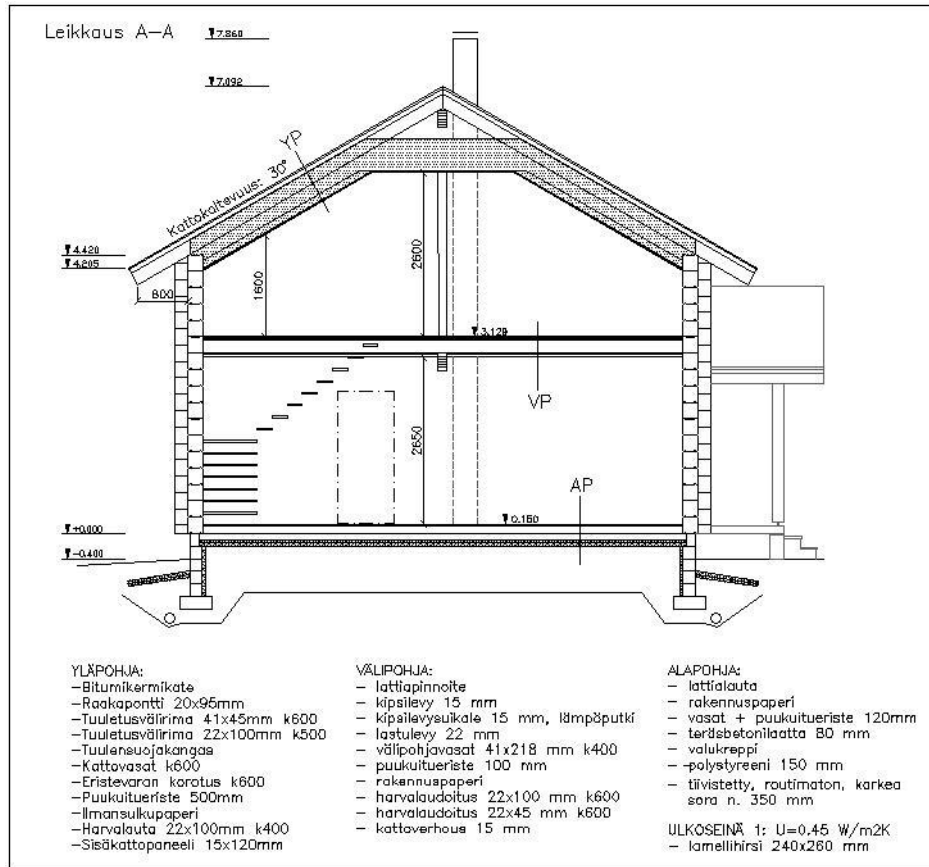 Leikkaus A-A
7.860
7.092
YP
Kattokaltevuus: 30°
4.420
4.205
800
1600
2600
3.129
VP
2650
AP
0.160
+0.000
-0.400
YLÄPOHJA:
-Bitumikermikate
-Raakapontti 20x95mm
-Tuuletusvälirima 41x45mm k600
-Tuuletusvälirima 22x100mm k500
-Tuulensuojakangas
-Kattovasat k600
-Eristevaran korotus k600
-Puukuitueriste 500mm
-Ilmansulkupaperi
-Harvalauta 22x100mm k400
-Sisäkattopaneeli 15x120mm
VÄLIPOHJA:
- lattiapinnoite
- kipsilevy 15 mm
- kipsilevysuikale 15 mm, lämpöputki
- lastulevy 22 mm
- välipohjavasat 41x218 mm k400
- puukuitueriste 100 mm
- rakennuspaperi
- harvalaudoitus 22x100 mm k600
- harvalaudoitus 22x45 mm k600
- kattoverhous 15 mm
ALAPOHJA:
- lattialauta
- rakennuspaperi
- vasat + puukuitueriste 120mm
- teräsbetonilaatta 80 mm
- valukreppi
- polystyreeni 150 mm
- tiivistetty, routimaton, karkea
sora n. 350 mm
ULKOSEINÄ 1: U=0.45 W/m2K
- lamellihirsi 240x260 mm